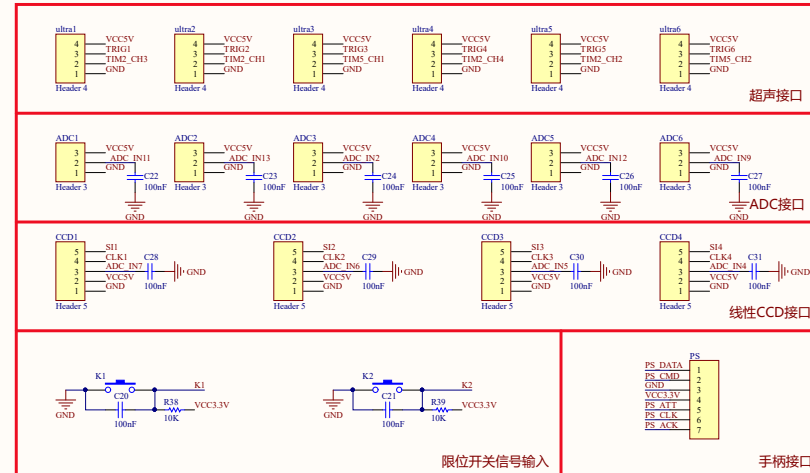 ultra1 ultra2 ultra3 ultra4 ultra5 ultra6
4 VCC5V 4 VCC5V 4 VCC5V 4 VCC5V 4 VCC5V 4 VCC5V
3 TRIG1 3 TRIG2 3 TRIG3 3 TRIG4 3 TRIG5 3 TRIG6
2 TIM2_CH3 2 TIM2_CH1 2 TIM5_CH1 2 TIM2_CH4 2 TIM2_CH2 2 TIM5_CH2
1 GND 1 GND 1 GND 1 GND 1 GND 1 GND
Header 4 Header 4 Header 4 Header 4 Header 4 Header 4
超声接口
ADC1 ADC2 ADC3 ADC4 ADC5 ADC6
3 VCC5V 3 VCC5V 3 VCC5V 3 VCC5V 3 VCC5V 3 VCC5V
2 ADC_IN11 2 ADC_IN13 2 ADC_IN2 2 ADC_IN10 2 ADC_IN12 2 ADC_IN9
1 GND 1 GND 1 GND 1 GND 1 GND 1 GND
C22 C23 C24 C25 C26 C27
Header 3 100nF Header 3 100nF Header 3 100nF Header 3 100nF Header 3 100nF Header 3 100nF
GND GND GND GND GND GND
ADC接口
CCD1 CCD2 CCD3 CCD4
5 SI1 5 SI2 5 SI3 5 SI4
4 CLK1 C28 4 CLK2 C29 4 CLK3 C30 4 CLK4 C31
3 ADC_IN7 GND 3 ADC_IN6 GND 3 ADC_IN5 GND 3 ADC_IN4 GND
2 VCC5V 2 VCC5V 2 VCC5V 2 VCC5V
1 GND 100nF 1 GND 100nF 1 GND 100nF 1 GND 100nF
Header 5 Header 5 Header 5 Header 5
线性CCD接口
K1 K1 K2 K2
C20 R38 VCC3.3V C21 R39 VCC3.3V
GND 100nF 10K GND 100nF 10K
限位开关信号输入
PS
PS_DATA 1
PS_CMD 2
GND 3
VCC3.3V 4
PS_ATT 5
PS_CLK 6
PS_ACK 7
手柄接口